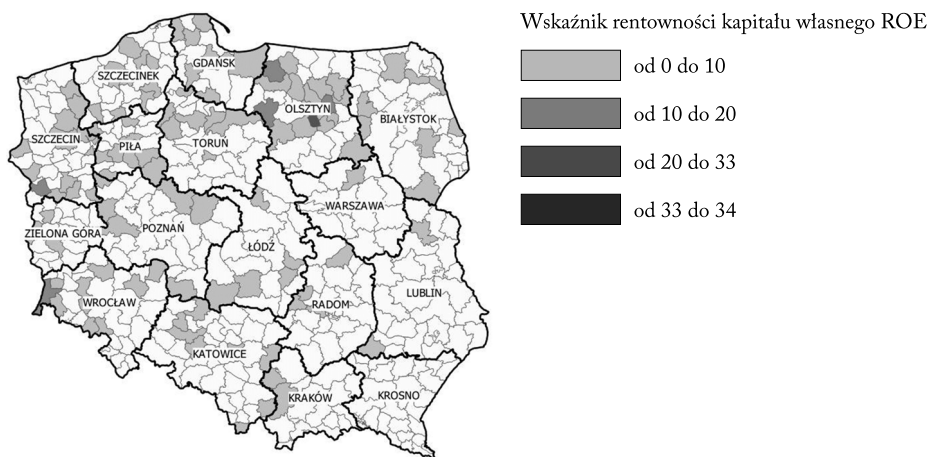 Wskaźnik rentowności kapitału własnego ROE
od 0 do 10
od 10 do 20
od 20 do 33
od 33 do 34
GDAŃSK
SZCZECINEK
OLSZTYN
BIAŁYSTOK
SZCZECIN
PIŁA
TORUŃ
WARSZAWA
ZIELONA GÓRA
POZNAŃ
ŁÓDŹ
LUBLIN
WROCŁAW
RADOM
KATOWICE
KRAKÓW
KROSNO